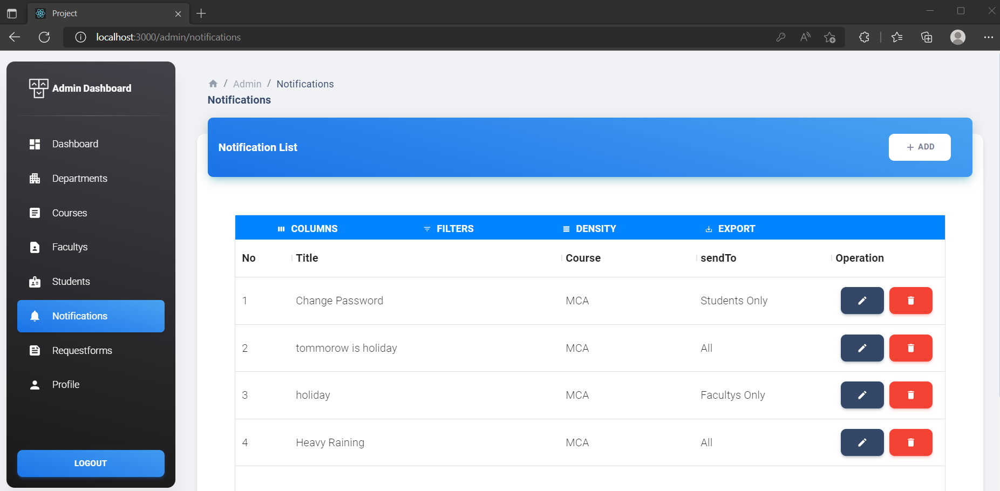 Project
localhost:3000/admin/notifications
Admin Dashboard
Dashboard
Departments
Courses
Facultys
Students
Notifications
Requestforms
Profile
LOGOUT
/ Admin / Notifications
Notifications
Notification List
+ ADD
COLUMNS FILTERS DENSITY EXPORT
No Title Course sendTo Operation
1 Change Password MCA Students Only
2 tommorow is holiday MCA All
3 holiday MCA Facultys Only
4 Heavy Raining MCA All